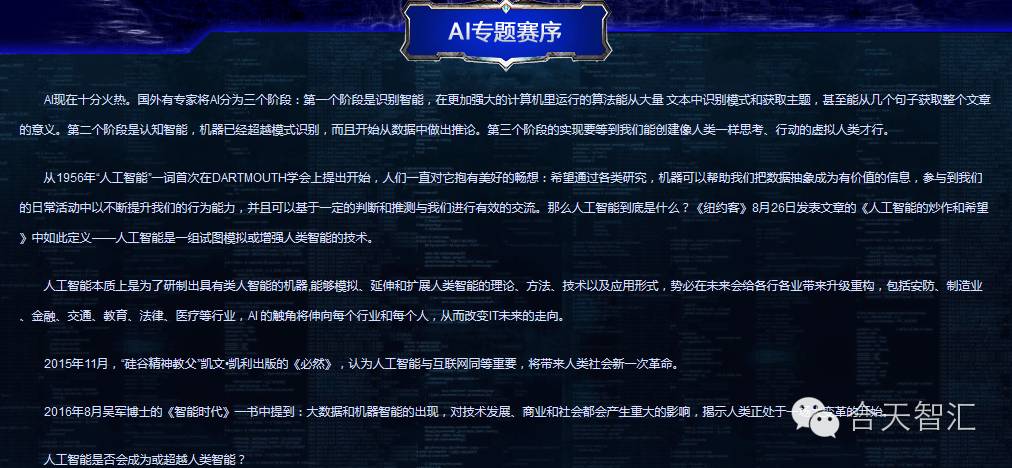 AI专题赛序
AI现在十分火热。国外有专家将AI分为三个阶段：第一个阶段是识别智能，在更加强大的计算机里运行的算法能从大量 文本中识别模式和获取主题，甚至能从几个句子获取整个文章
的意义。第二个阶段是认知智能，机器已经超越模式识别，而且开始从数据中做出推论。第三个阶段的实现要等到我们能创建像人类一样思考、行动的虚拟人类才行。
从1956年“人工智能”一词首次在DARTMOUTH学会上提出开始，人们一直对它抱有美好的畅想：希望通过各类研究，机器可以帮助我们把数据抽象成为有价值的信息，参与到我们
的日常活动中以不断提升我们的行为能力，并且可以基于一定的判断和推测与我们进行有效的交流。那么人工智能到底是什么？《纽约客》8月26日发表文章的《人工智能的炒作和希望
》中如此定义——人工智能是一组试图模拟或增强人类智能的技术。
人工智能本质上是为了研制出具有类人智能的机器,能够模拟、延伸和扩展人类智能的理论、方法、技术以及应用形式，势必在未来会给各行各业带来升级重构，包括安防、制造业
、金融、交通、教育、法律、医疗等行业，AI 的触角将伸向每个行业和每个人，从而改变IT未来的走向。
2015年11月，“硅谷精神教父”凯文•凯利出版的《必然》，认为人工智能与互联网同等重要，将带来人类社会新一次革命。
2016年8月吴军博士的《智能时代》一书中提到：大数据和机器智能的出现，对技术发展、商业和社会都会产生重大的影响，揭示人类正处于一场变革的开始。
合天智汇
人工智能是否会成为或超越人类智能？